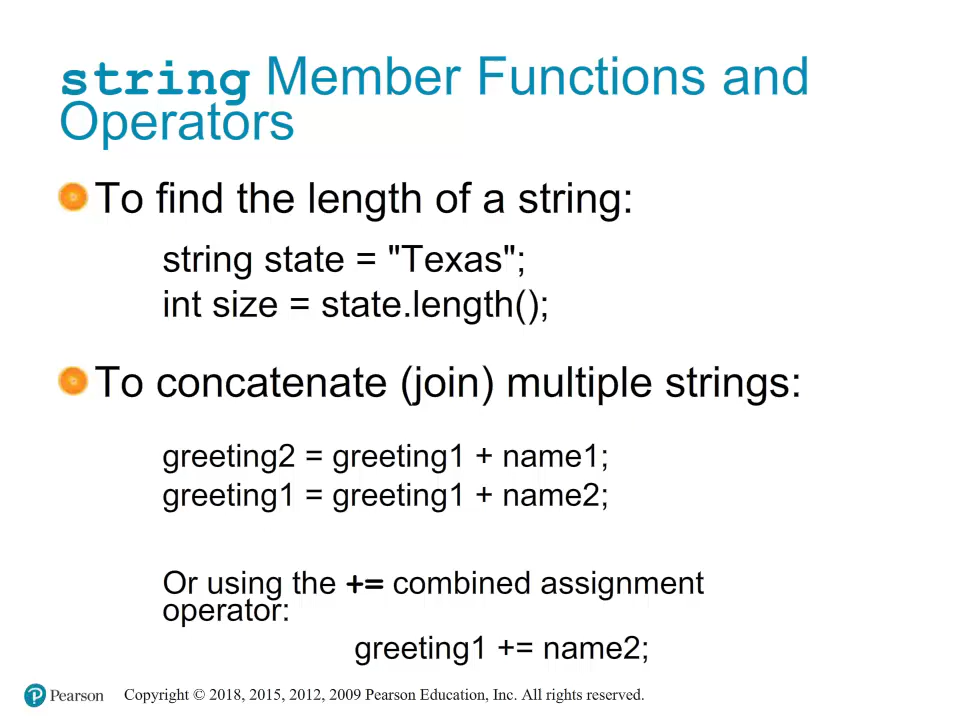 string Member Functions and
Operators
To find the length of a string:
string state = "Texas";
int size = state.length();
To concatenate (join) multiple strings:
greeting2 = greeting1 + name1;
greeting1 = greeting1 + name2;
Or using the += combined assignment
operator:
greeting1 += name2;
Pearson Copyright © 2018, 2015, 2012, 2009 Pearson Education, Inc. All rights reserved.